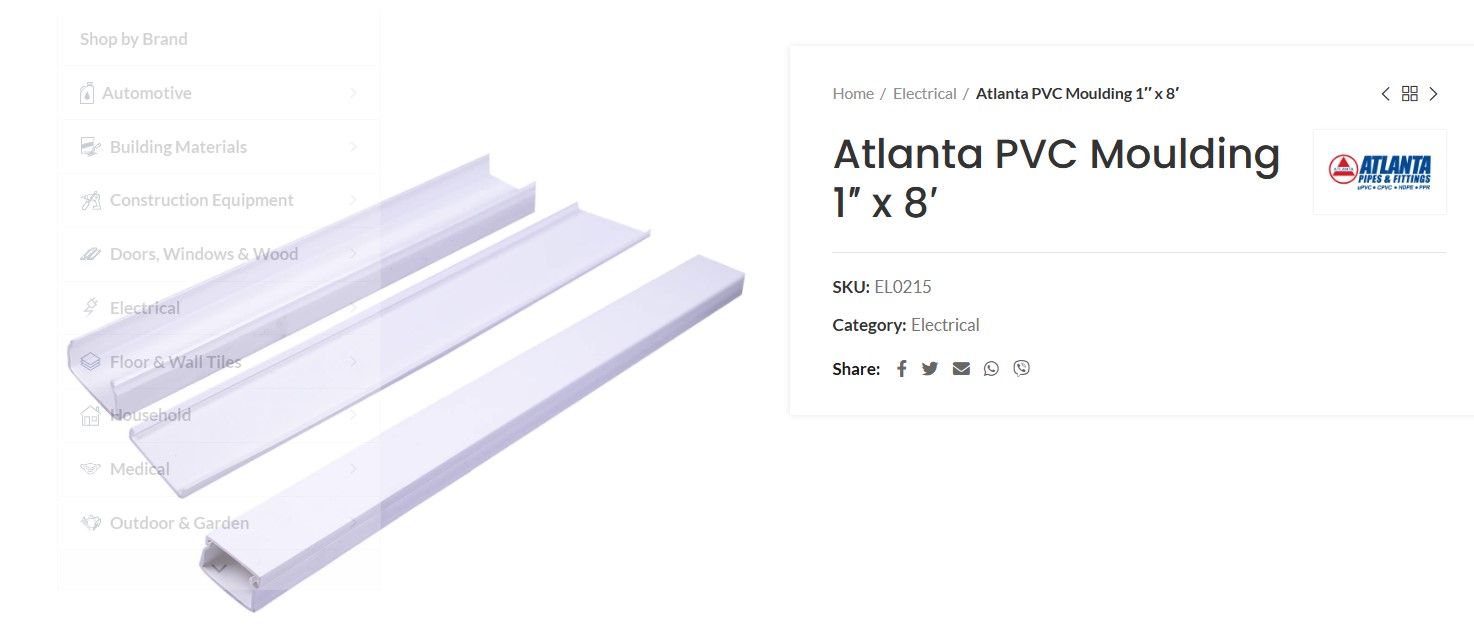 Shop by Brand
Automotive
Building Materials
Construction Equipment
Doors, Windows & Wood
Electrical
Floor & Wall Tiles
Household
Medical
Outdoor & Garden
Home / Electrical / Atlanta PVC Moulding 1″ x 8′
Atlanta PVC Moulding
1″ x 8′
ATLANTA
PIPES & FITTINGS
uPVC • CPVC • HDPE • PPR
SKU: EL0215
Category: Electrical
Share: